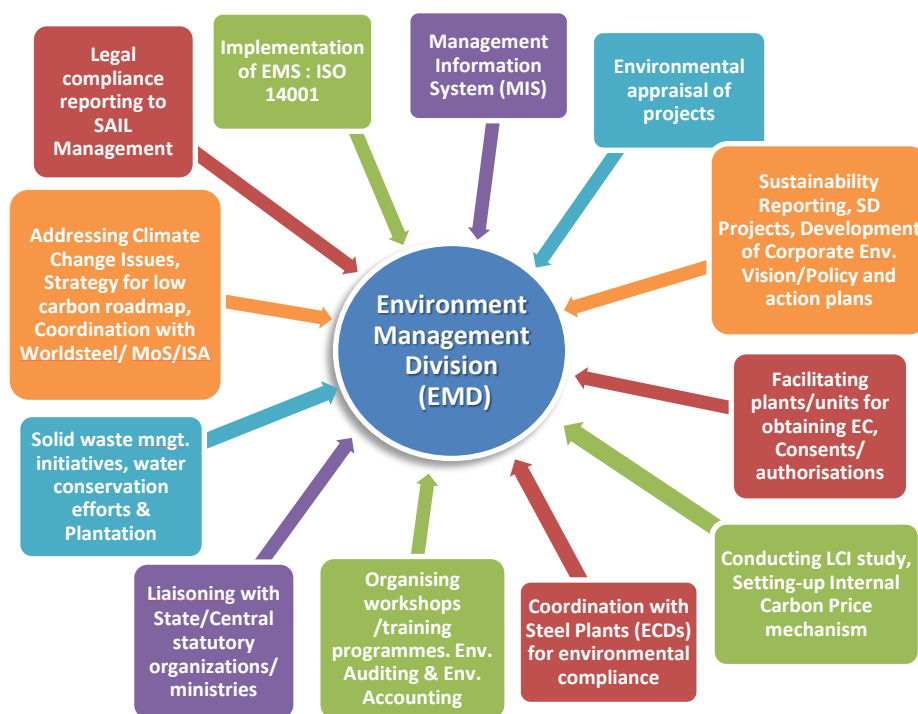 Legal
compliance
reporting to
SAIL
Management
Implementation
of EMS : ISO
14001
Management
Information
System (MIS)
Environmental
appraisal of
projects
Sustainability
Reporting, SD
Projects, Development
of Corporate Env.
Vision/Policy and
action plans
Addressing Climate
Change Issues,
Strategy for low
carbon roadmap,
Coordination with
Worldsteel/ MoS/ISA
Environment
Management
Division
(EMD)
Facilitating
plants/units for
obtaining EC,
Consents/
authorisations
Solid waste mngt.
initiatives, water
conservation
efforts &
Plantation
Conducting LCI study,
Setting-up Internal
Carbon Price
mechanism
Liaisoning with
State/Central
statutory
organizations/
ministries
Organising
workshops
/training
programmes. Env.
Auditing & Env.
Accounting
Coordination with
Steel Plants (ECDs)
for environmental
compliance